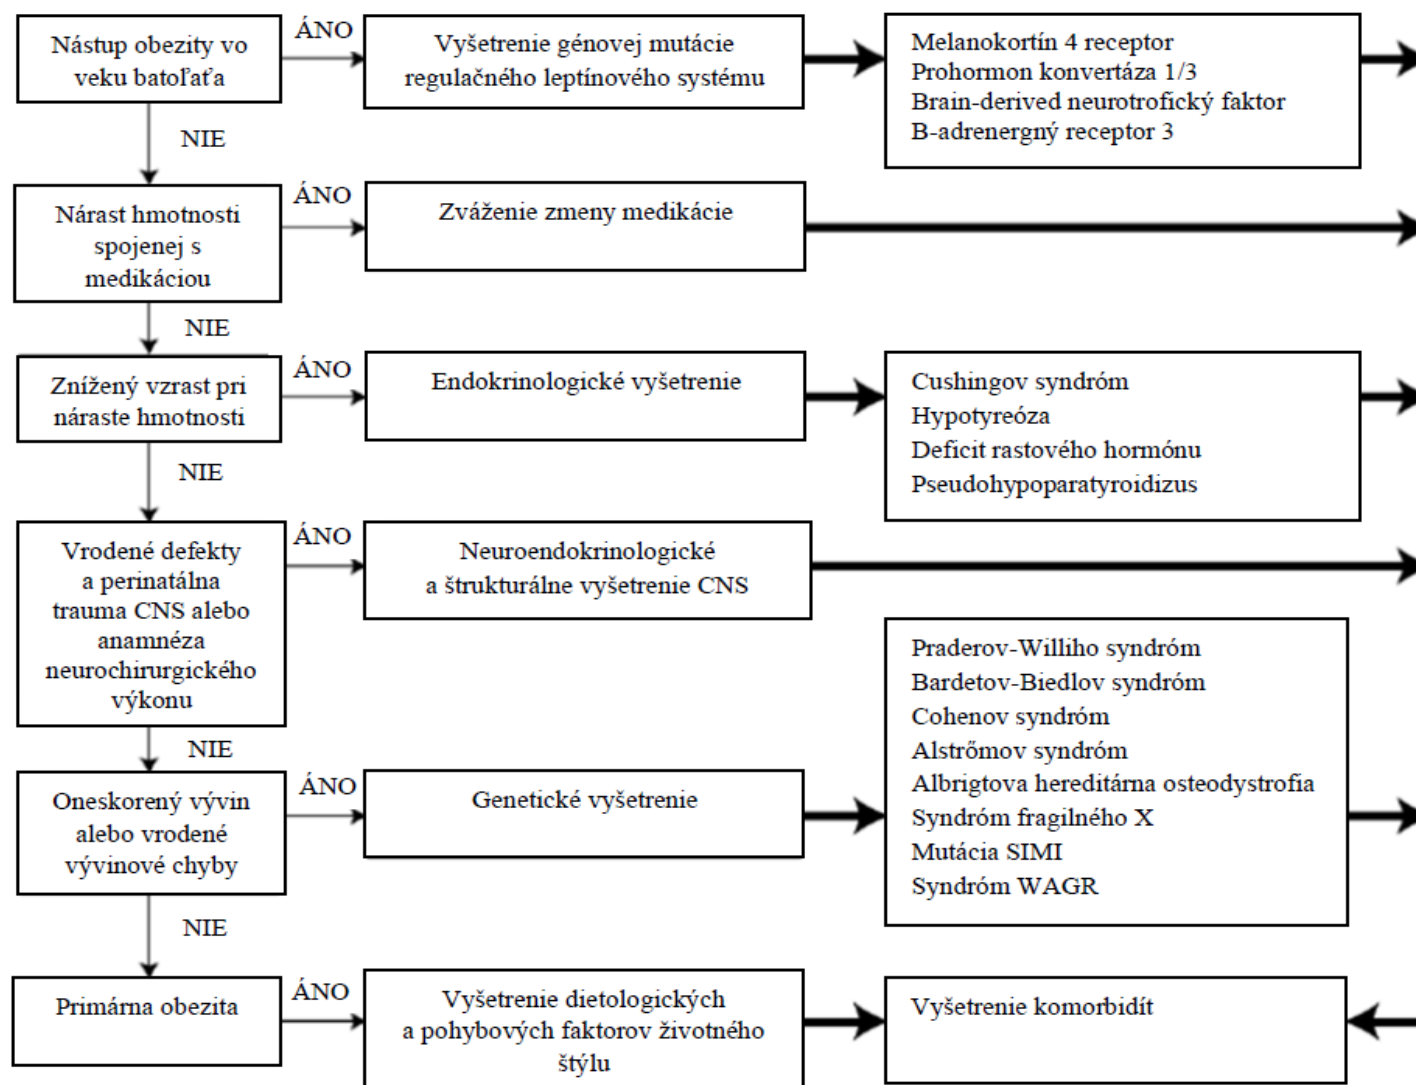 Nástup obezity vo
veku batoľaťa
ÁNO
Vyšetrenie génovej mutácie
regulačného leptínového systému
Melanokortín 4 receptor
Prohormon konvertáza 1/3
Brain-derived neurotrofický faktor
B-adrenergný receptor 3
NIE
Nárast hmotnosti
spojenej s
medikáciou
ÁNO
Zváženie zmeny medikácie
NIE
Znížený vzrast pri
náraste hmotnosti
ÁNO
Endokrinologické vyšetrenie
Cushingov syndróm
Hypotyreóza
Deficit rastového hormónu
Pseudohypoparatyroidizus
NIE
Vrodené defekty
a perinatálna
trauma CNS alebo
anamnéza
neurochirurgického
výkonu
ÁNO
Neuroendokrinologické
a štrukturálne vyšetrenie CNS
NIE
Oneskorený vývin
alebo vrodené
vývinové chyby
ÁNO
Genetické vyšetrenie
Praderov-Williho syndróm
Bardetov-Biedlov syndróm
Cohenov syndróm
Alströmov syndróm
Albrigtova hereditárna osteodystrofia
Syndróm fragilného X
Mutácia SIMI
Syndróm WAGR
NIE
Primárna obezita
ÁNO
Vyšetrenie dietologických
a pohybových faktorov životného
štýlu
Vyšetrenie komorbidít